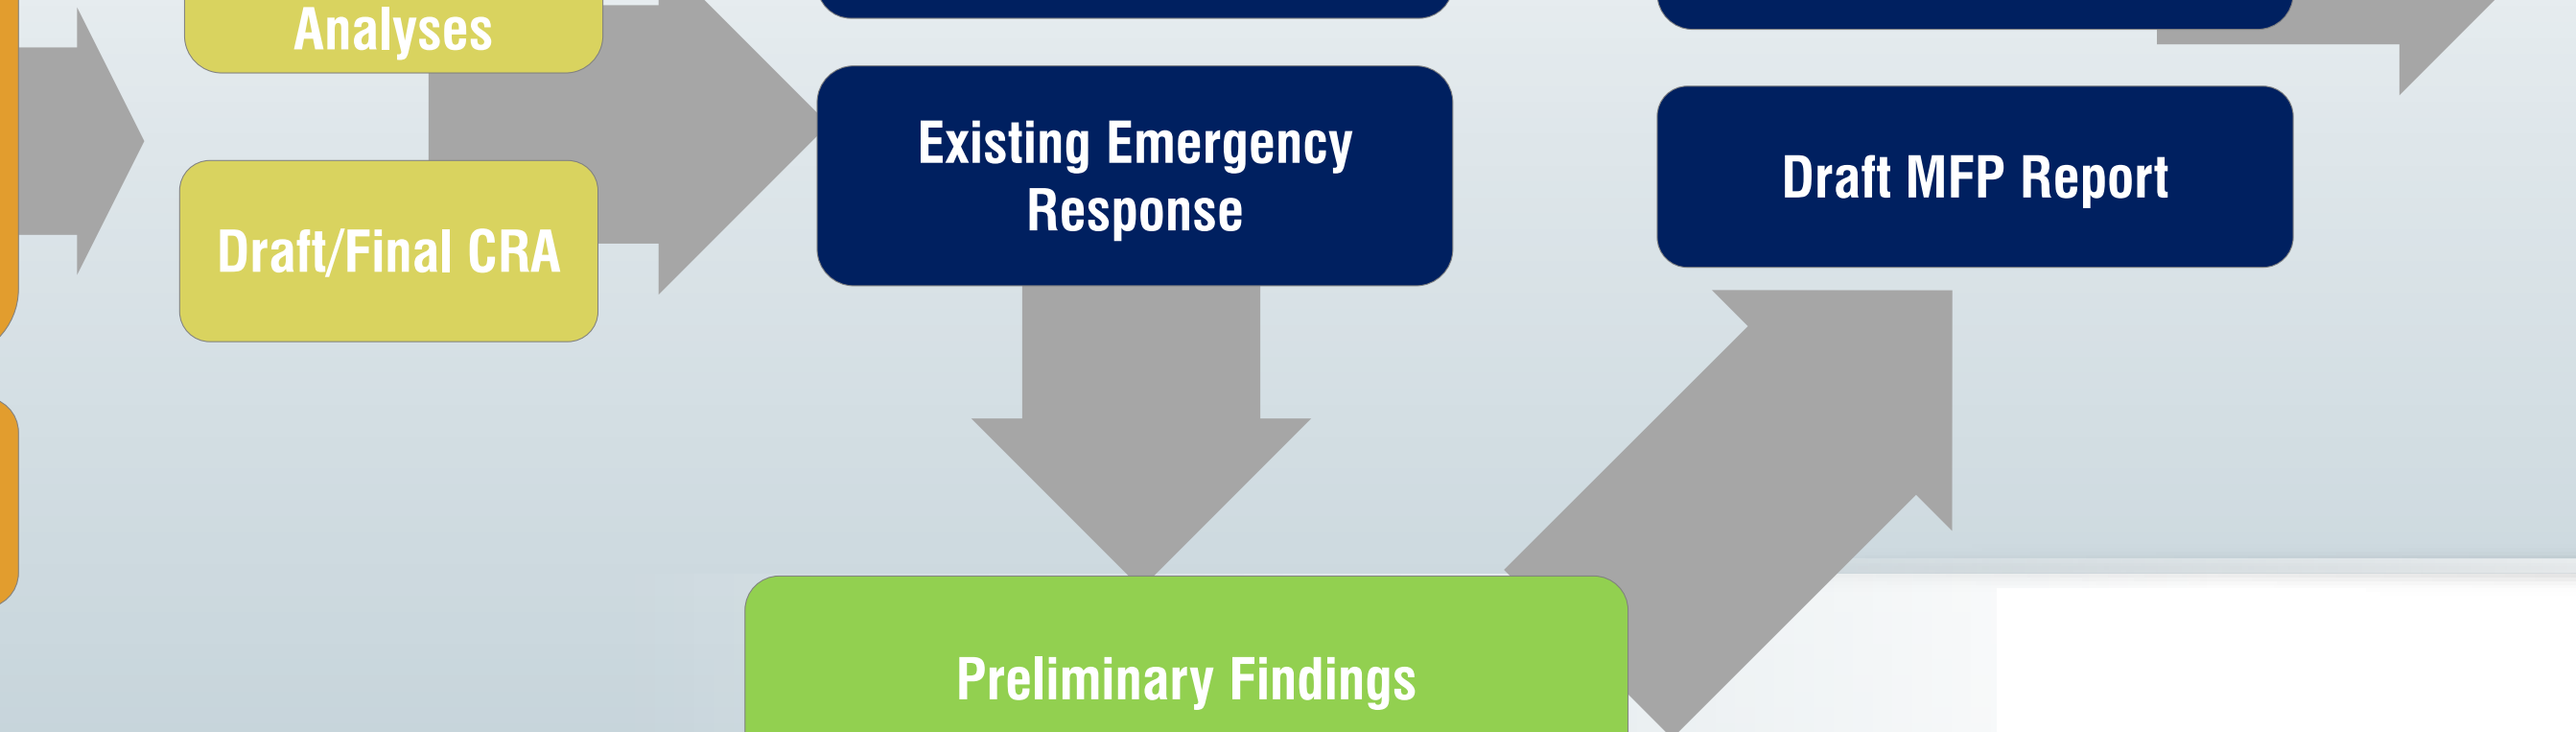 Analyses
Draft/Final CRA
Existing Emergency
Response
Draft MFP Report
Preliminary Findings